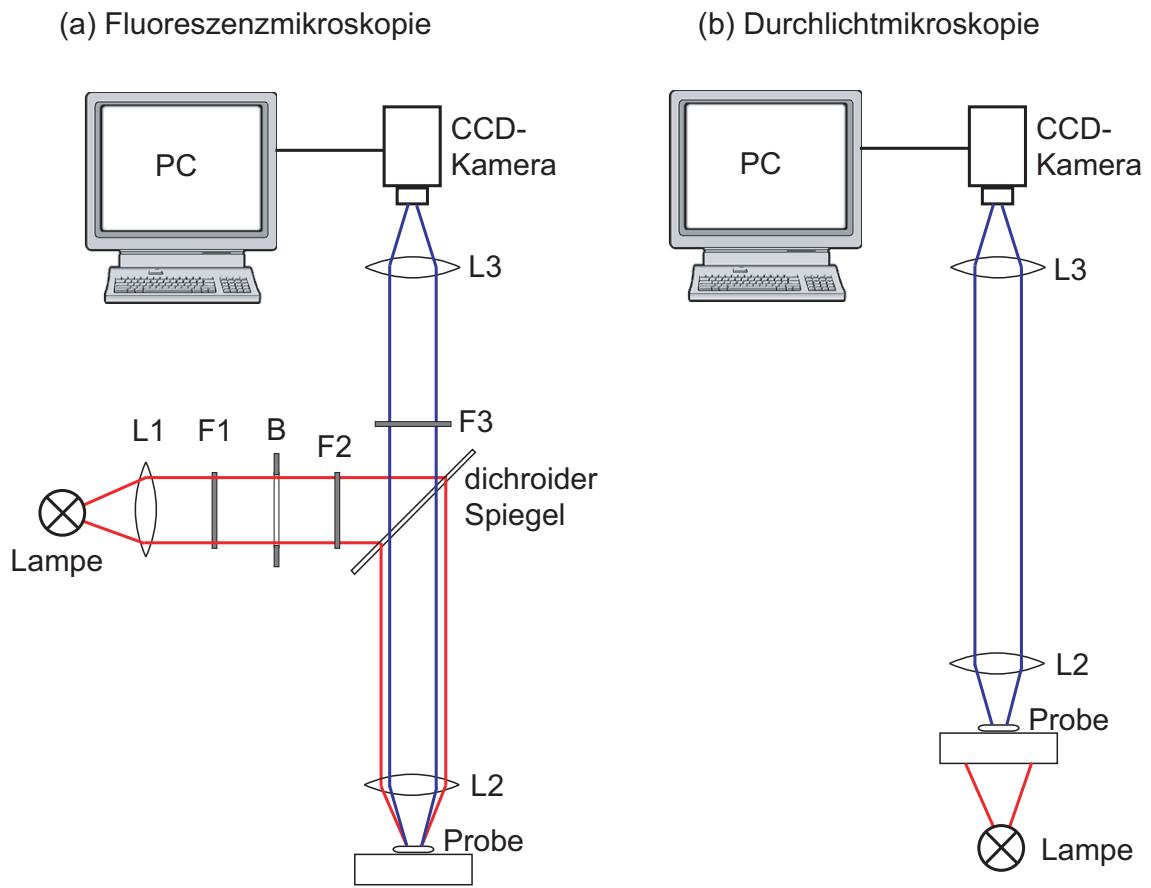 (a) Fluoreszenzmikroskopie
PC
CCD-
Kamera
L3
F3
L1
F1
B
F2
dichroider
Spiegel
Lampe
L2
Probe
(b) Durchlichtmikroskopie
PC
CCD-
Kamera
L3
L2
Probe
Lampe